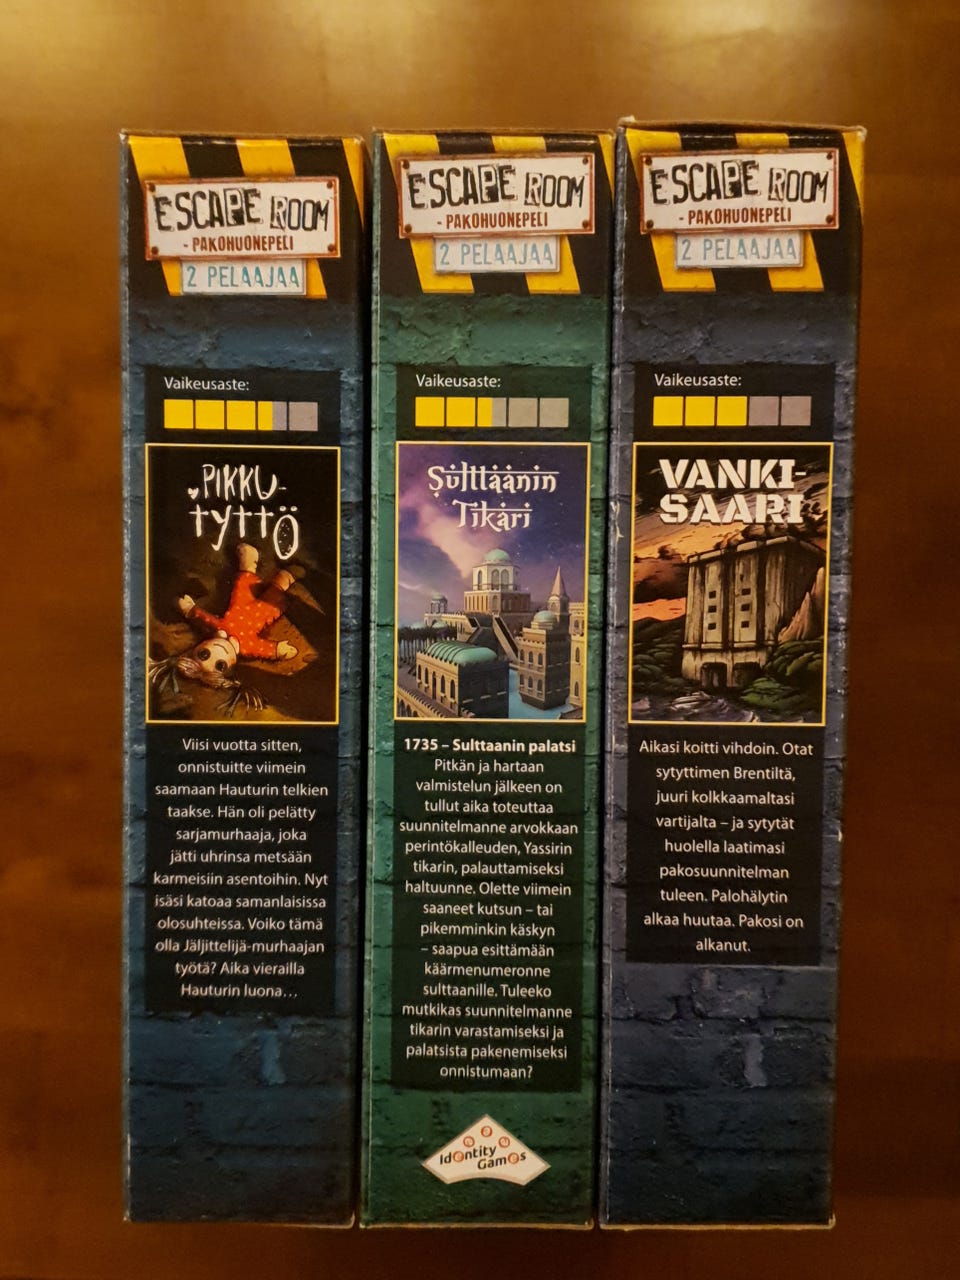 ESCAPE ROOM
- PAKOHUONEPELI
2 PELAAJAA
Vaikeusaste:
PIKKU-
TYTTÖ
Viisi vuotta sitten,
onnistuitte viimein
saamaan Hauturin telkien
taakse. Hän oli pelätty
sarjamurhaaja, joka
jätti uhrinsa metsään
karmeisiin asentoihin. Nyt
isäsi katoaa samanlaisissa
olosuhteissa. Voiko tämä
olla Jäljittelijä-murhaajan
työtä? Aika vierailla
Hauturin luona…
ESCAPE ROOM
- PAKOHUONEPELI
2 PELAAJAA
Vaikeusaste:
Sulttaanin
Tikari
1735 – Sulttaanin palatsi
Pitkän ja hartaan
valmistelun jälkeen on
tullut aika toteuttaa
suunnitelmanne arvokkaan
perintökalleuden, Yassirin
tikarin, palauttamiseksi
haltuunne. Olette viimein
saaneet kutsun – tai
pikemminkin käskyn
– saapua esittämään
käärmenumeronne
sulttaanille. Tuleeko
mutkikas suunnitelmanne
tikarin varastamiseksi ja
palatsista pakenemiseksi
onnistumaan?
Identity
Games
ESCAPE ROOM
- PAKOHUONEPELI
2 PELAAJAA
Vaikeusaste:
VANKI-
SAARI
Aikasi koitti vihdoin. Otat
sytyttimen Brentiltä,
juuri kolkkaamaltasi
vartijalta – ja sytytät
huolella laatimasi
pakosuunnitelman
tuleen. Palohälytin
alkaa huutaa. Pakosi on
alkanut.